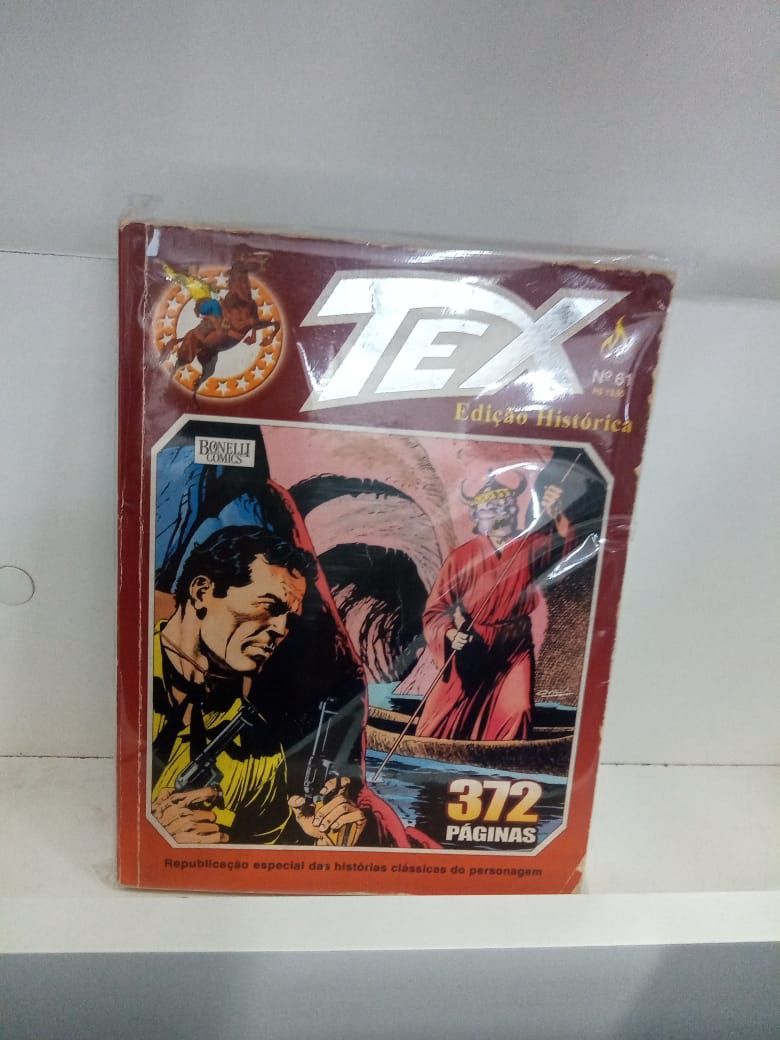 TEX
Nº 61
Edição Histórica
BONELLI
COMICS
372
PÁGINAS
Republicação especial das histórias clássicas do personagem